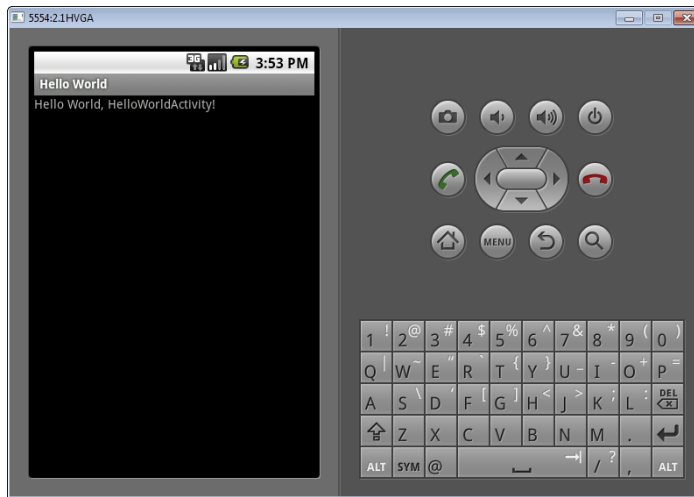 5554:2.1HVGA
3G 3:53 PM
Hello World
Hello World, HelloWorldActivity!
MENU
1 ! 2 @ 3 # 4 $ 5 % 6 ^ 7 & 8 * 9 ( 0 )
Q | W ~ E " R ` T { Y } U _ I - O + P =
A S \ D ' F [ G ] H < J > K ; L : DEL
Z X C V B N M .
ALT SYM @ / ? , ALT